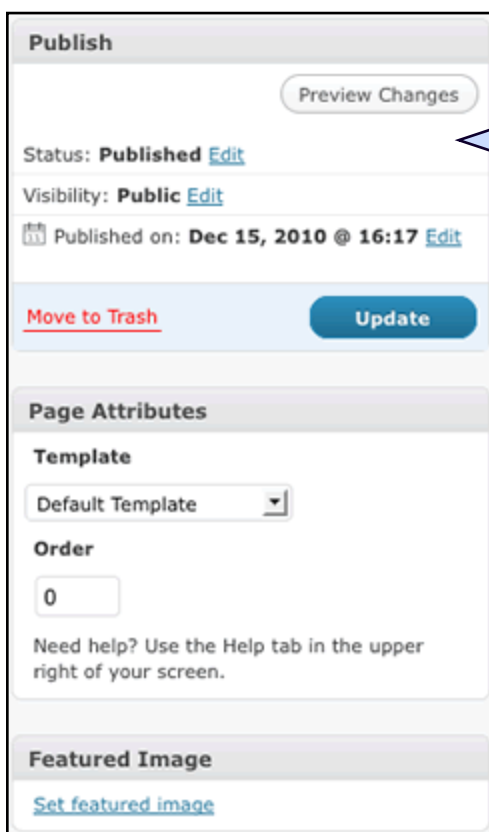 Publish
Preview Changes
Status: Published Edit
Visibility: Public Edit
11 Published on: Dec 15, 2010 @ 16:17 Edit
Move to Trash
Update
Page Attributes
Template
Default Template
Order
0
Need help? Use the Help tab in the upper
right of your screen.
Featured Image
Set featured image